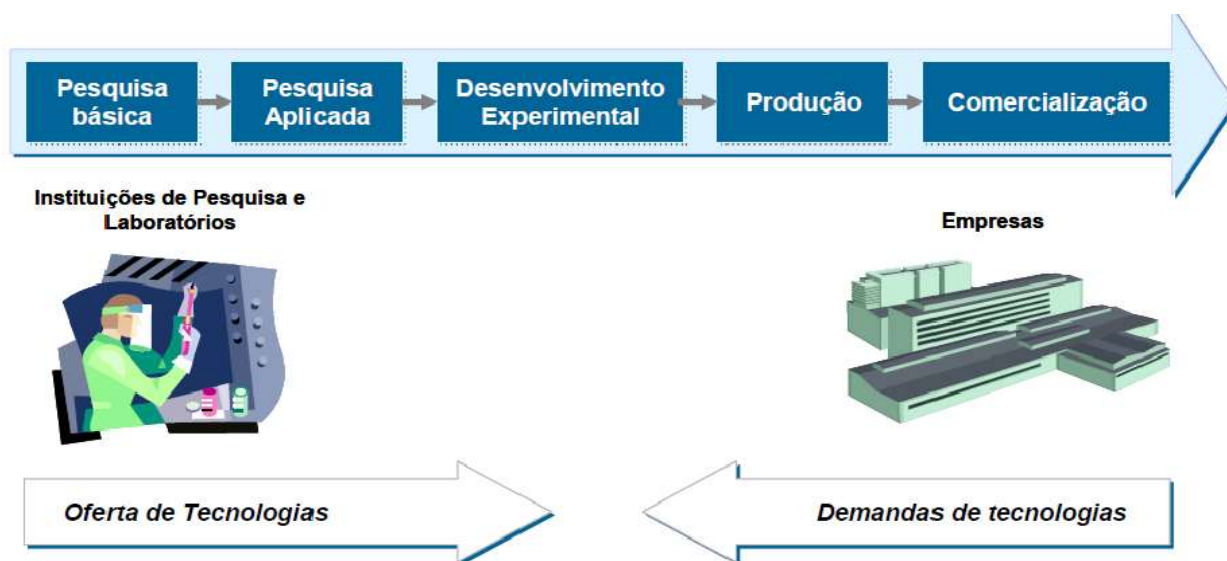 Pesquisa
básica
Pesquisa
Aplicada
Desenvolvimento
Experimental
Produção
Comercialização
Instituições de Pesquisa e
Laboratórios
Empresas
Oferta de Tecnologias
Demandas de tecnologias